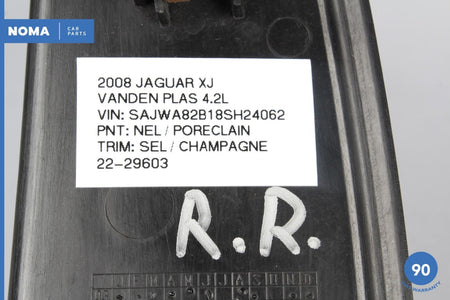 NOMA CAR PARTS
2008 JAGUAR XJ
VANDEN PLAS 4.2L
VIN: SAJWA82B18SH24062
PNT: NEL / PORECLAIN
TRIM: SEL / CHAMPAGNE
22-29603
R.R.
J F M A M J J A S O N D
90
WARRANTY